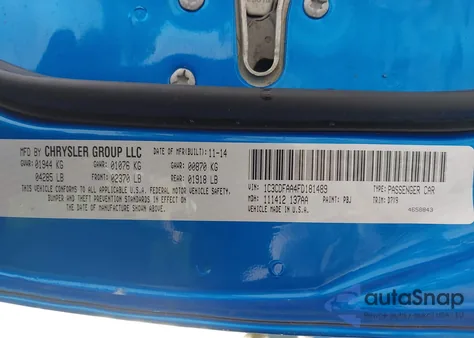 MFD BY CHRYSLER GROUP LLC DATE OF MFR(BUILT):11-14
GVWR:01944 KG GAWR:01076 KG GAWR:00870 KG
04285 LB FRONT:02370 LB REAR:01918 LB
THIS VEHICLE CONFORMS TO ALL APPLICABLE U.S.A. FEDERAL MOTOR VEHICLE SAFETY,
BUMPER AND THEFT PREVENTION STANDARDS IN EFFECT ON
THE DATE OF MANUFACTURE SHOWN ABOVE.
VIN: 1C3CDFAA4FD181489 TYPE:PASSENGER CAR
MDH: 111412 137AA PAINT: PBJ TRIM: D7Y9
VEHICLE MADE IN U.S.A. 4658843
autoSnap